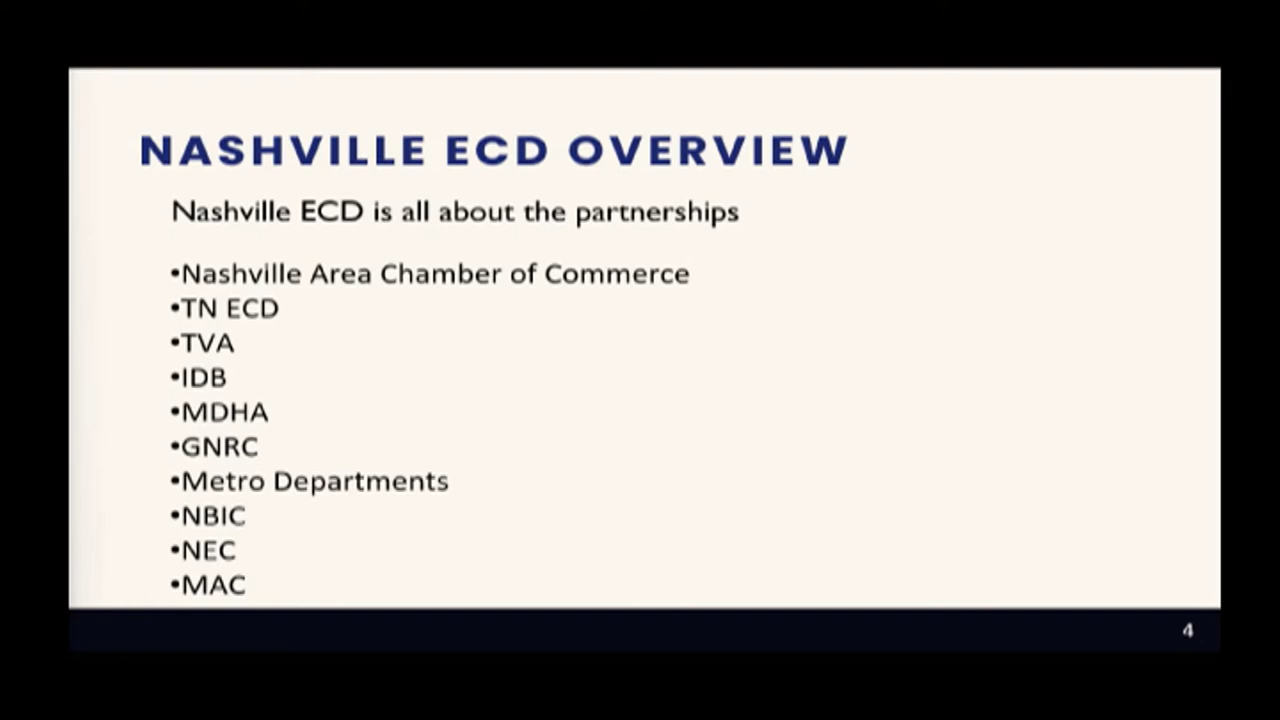 NASHVILLE ECD OVERVIEW
Nashville ECD is all about the partnerships
•Nashville Area Chamber of Commerce
•TN ECD
•TVA
•IDB
•MDHA
•GNRC
•Metro Departments
•NBIC
•NEC
•MAC
4